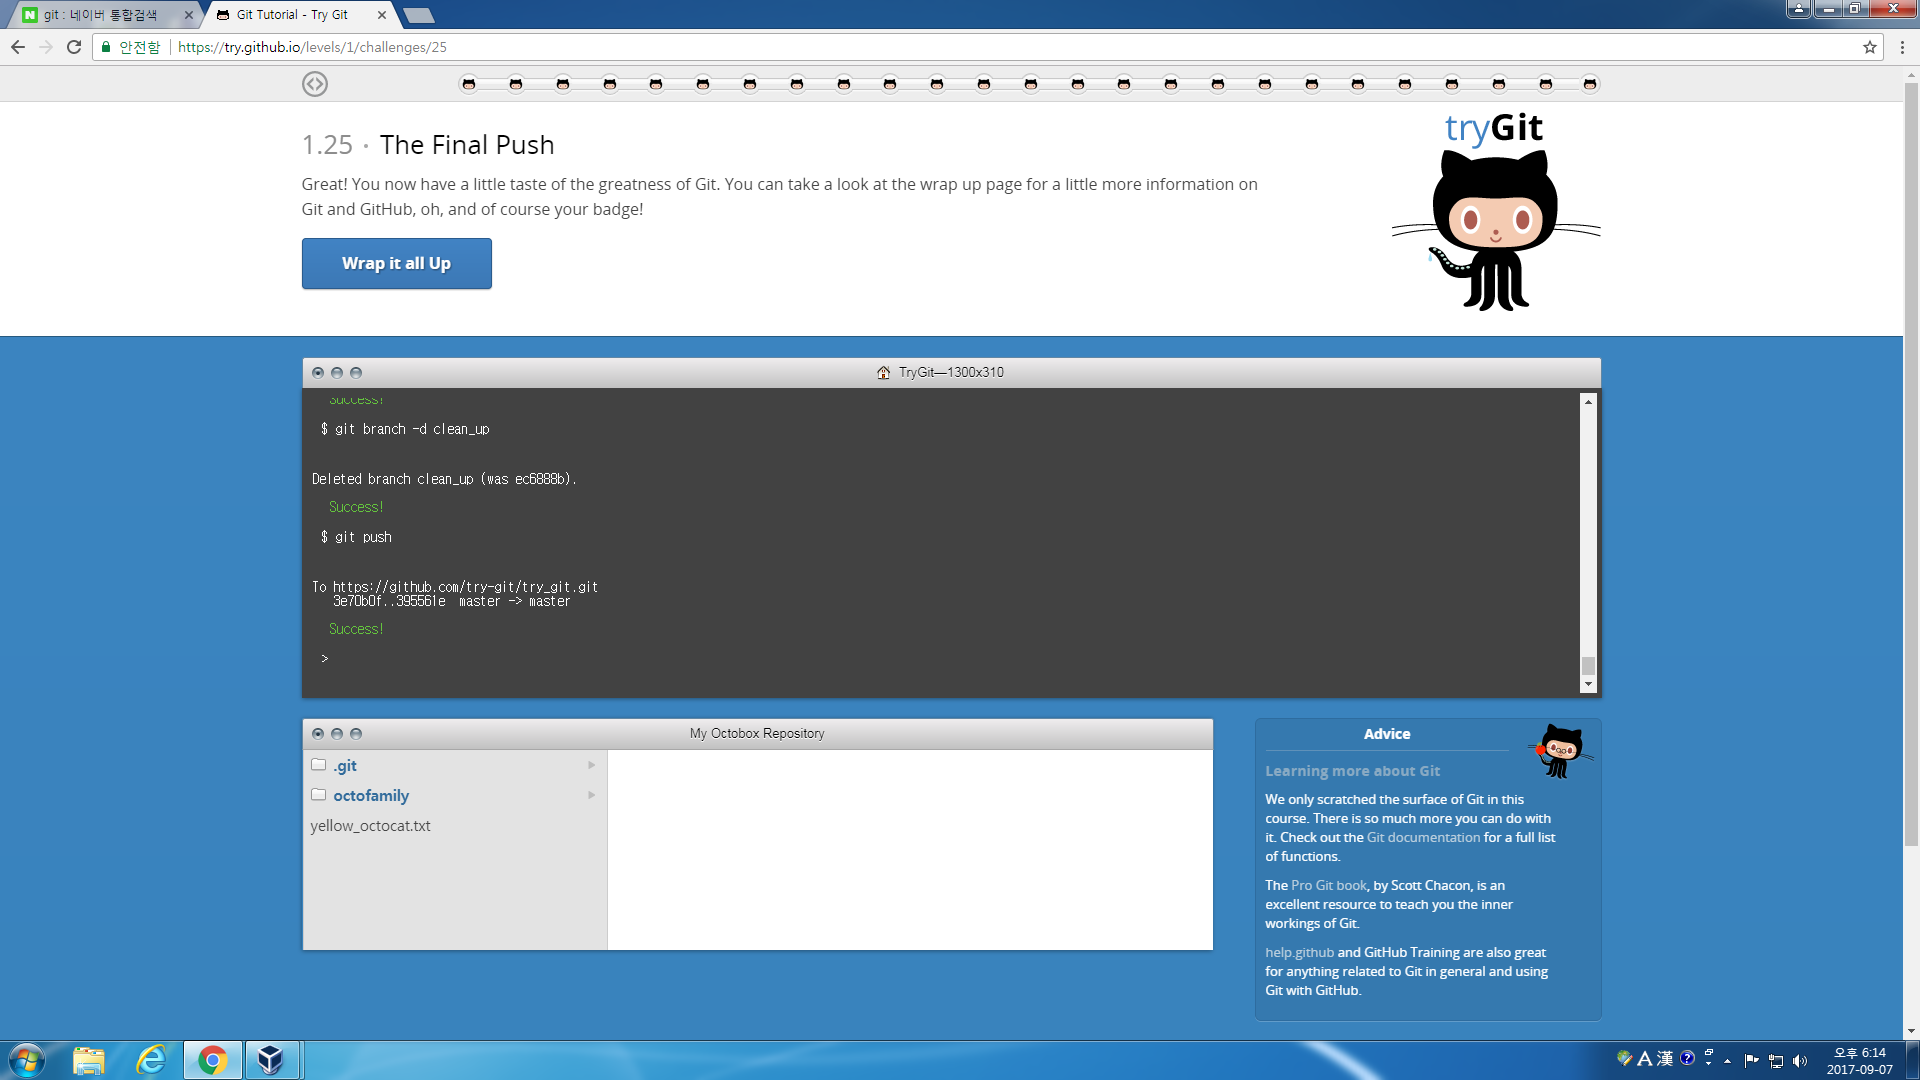 git : 네이버 통합검색
Git Tutorial - Try Git
안전함
https://try.github.io/levels/1/challenges/25
1.25 · The Final Push
Great! You now have a little taste of the greatness of Git. You can take a look at the wrap up page for a little more information on
Git and GitHub, oh, and of course your badge!
Wrap it all Up
tryGit
TryGit—1300x310
Success!
$ git branch -d clean_up
Deleted branch clean_up (was ec6888b).
Success!
$ git push
To https://github.com/try-git/try_git.git
3e70b0f..395561e  master -> master
Success!
>
My Octobox Repository
.git
octofamily
yellow_octocat.txt
Advice
Learning more about Git
We only scratched the surface of Git in this
course. There is so much more you can do with
it. Check out the Git documentation for a full list
of functions.
The Pro Git book, by Scott Chacon, is an
excellent resource to teach you the inner
workings of Git.
help.github and GitHub Training are also great
for anything related to Git in general and using
Git with GitHub.
A 漢
오후 6:14
2017-09-07